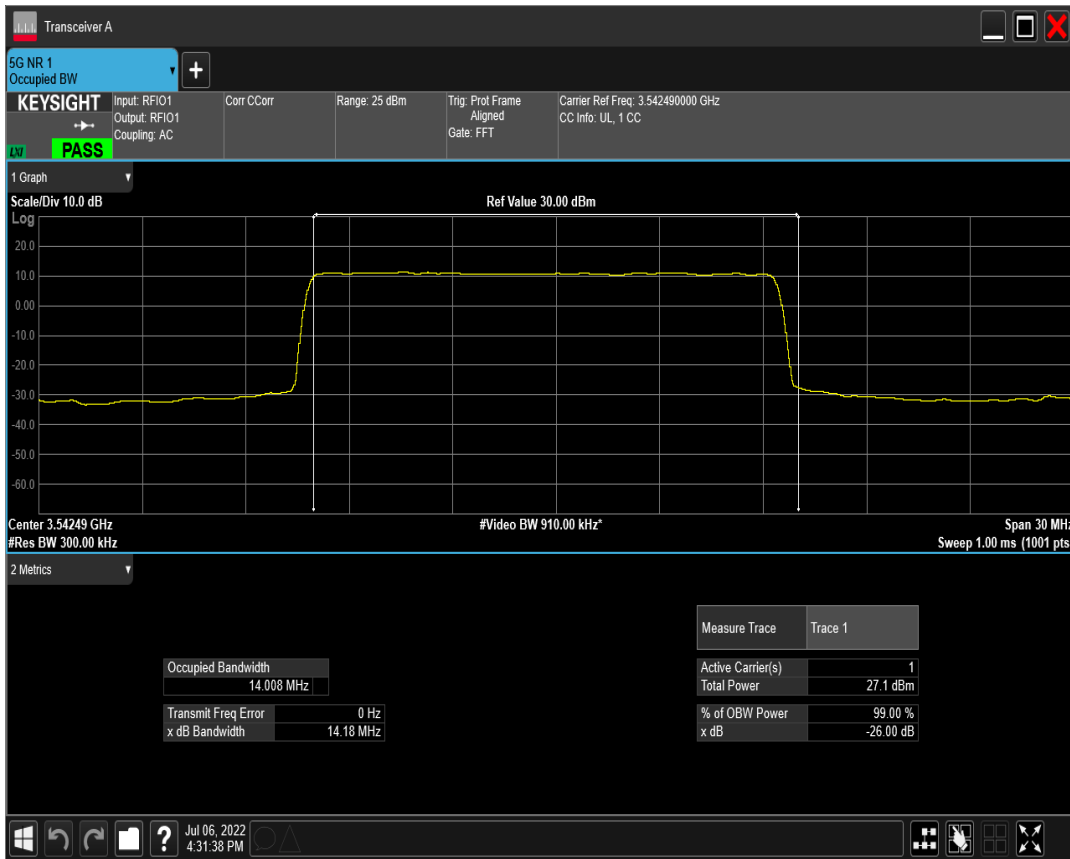 Transceiver A
5G NR 1
Occupied BW
KEYSIGHT
LXI
PASS
Input: RFIO1
Output: RFIO1
Coupling: AC
Corr CCorr
Range: 25 dBm
Trig: Prot Frame
Aligned
Gate: FFT
Carrier Ref Freq: 3.542490000 GHz
CC Info: UL, 1 CC
1 Graph
Scale/Div 10.0 dB
Ref Value 30.00 dBm
Log
20.0
10.0
0.00
-10.0
-20.0
-30.0
-40.0
-50.0
-60.0
Center 3.54249 GHz
#Video BW 910.00 kHz*
Span 30 MHz
#Res BW 300.00 kHz
Sweep 1.00 ms (1001 pts
2 Metrics
Measure Trace Trace 1
Occupied Bandwidth
14.008 MHz
Active Carrier(s) 1
Total Power 27.1 dBm
Transmit Freq Error 0 Hz
x dB Bandwidth 14.18 MHz
% of OBW Power 99.00 %
x dB -26.00 dB
?
Jul 06, 2022
4:31:38 PM